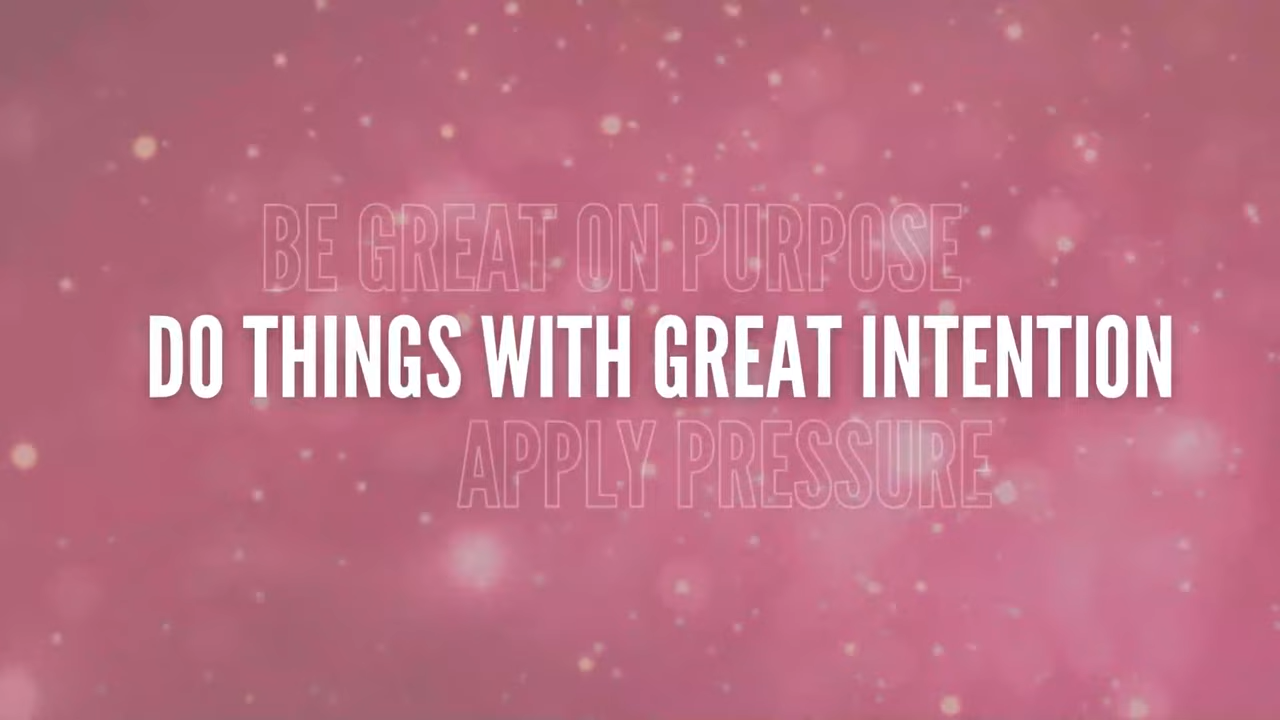 BE GREAT ON PURPOSE
DO THINGS WITH GREAT INTENTION
APPLY PRESSURE